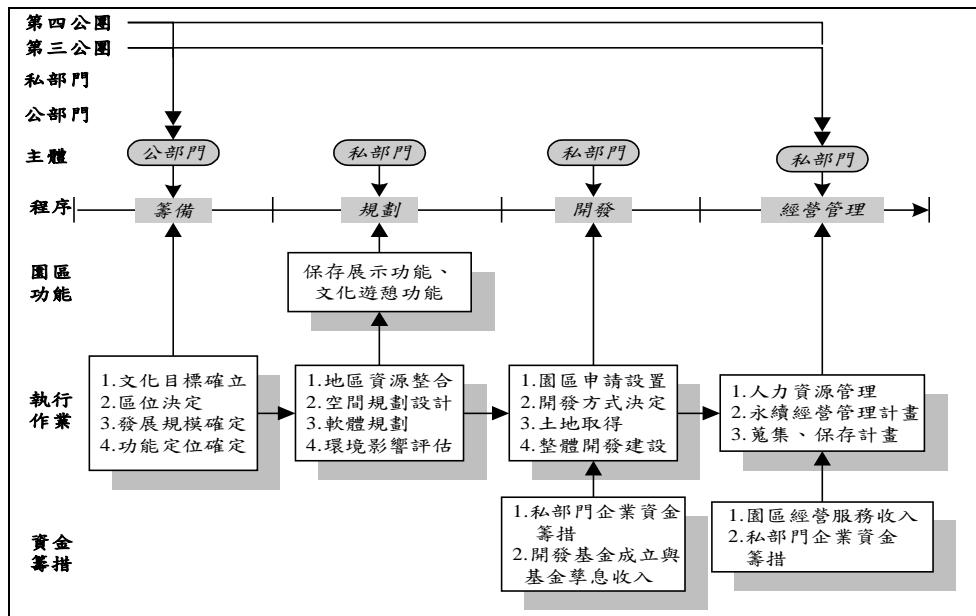 第四公園
第三公園
私部門
公部門
主體
公部門
私部門
私部門
私部門
程序
籌備
規劃
開發
經營管理
園區
功能
保存展示功能、
文化遊憩功能
執行
作業
1.文化目標確立
2.區位決定
3.發展規模確定
4.功能定位確定
1.地區資源整合
2.空間規劃設計
3.軟體規劃
4.環境影響評估
1.園區申請設置
2.開發方式決定
3.土地取得
4.整體開發建設
1.人力資源管理
2.永續經營管理計畫
3.蒐集、保存計畫
資金
籌措
1.私部門企業資金
籌措
2.開發基金成立與
基金孳息收入
1.園區經營服務收入
2.私部門企業資金
籌措